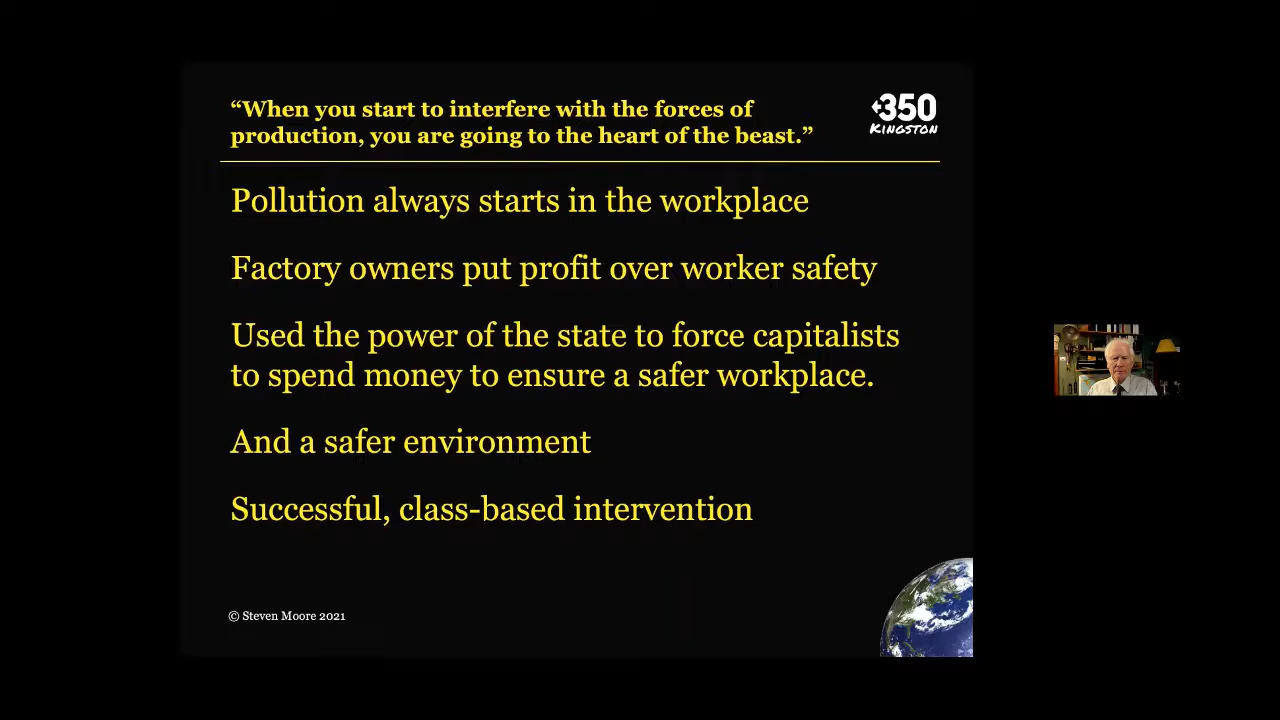 “When you start to interfere with the forces of
production, you are going to the heart of the beast.”
350
KINGSTON
Pollution always starts in the workplace
Factory owners put profit over worker safety
Used the power of the state to force capitalists
to spend money to ensure a safer workplace.
And a safer environment
Successful, class-based intervention
© Steven Moore 2021